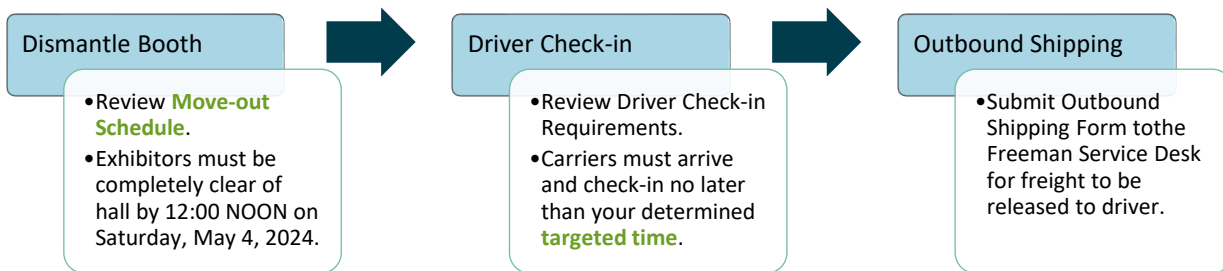 Dismantle Booth
•Review Move-out
Schedule.
•Exhibitors must be
completely clear of
hall by 12:00 NOON on
Saturday, May 4, 2024.
Driver Check-in
•Review Driver Check-in
Requirements.
•Carriers must arrive
and check-in no later
than your determined
targeted time.
Outbound Shipping
•Submit Outbound
Shipping Form tothe
Freeman Service Desk
for freight to be
released to driver.